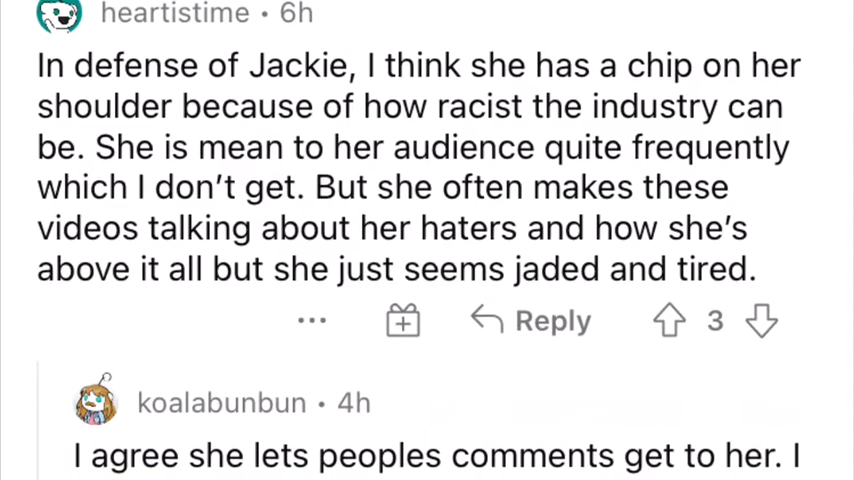 heartistime • 6h
In defense of Jackie, I think she has a chip on her
shoulder because of how racist the industry can
be. She is mean to her audience quite frequently
which I don't get. But she often makes these
videos talking about her haters and how she's
above it all but she just seems jaded and tired.
... Reply 3
koalabunbun • 4h
I agree she lets peoples comments get to her. I